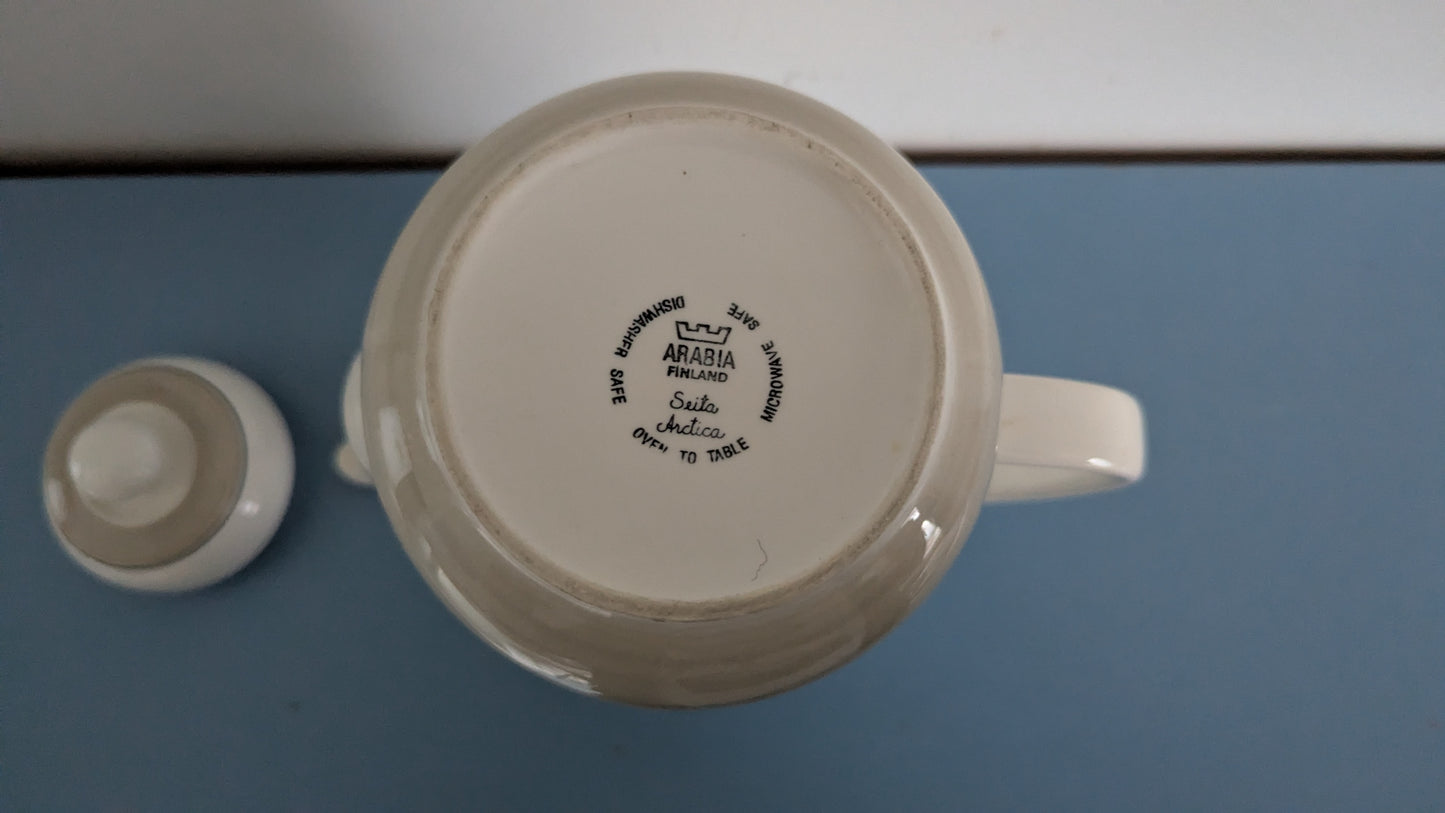 DISHWASHER SAFE
MICROWAVE SAFE
ARABIA
FINLAND
Seita
Arctica
OVEN TO TABLE